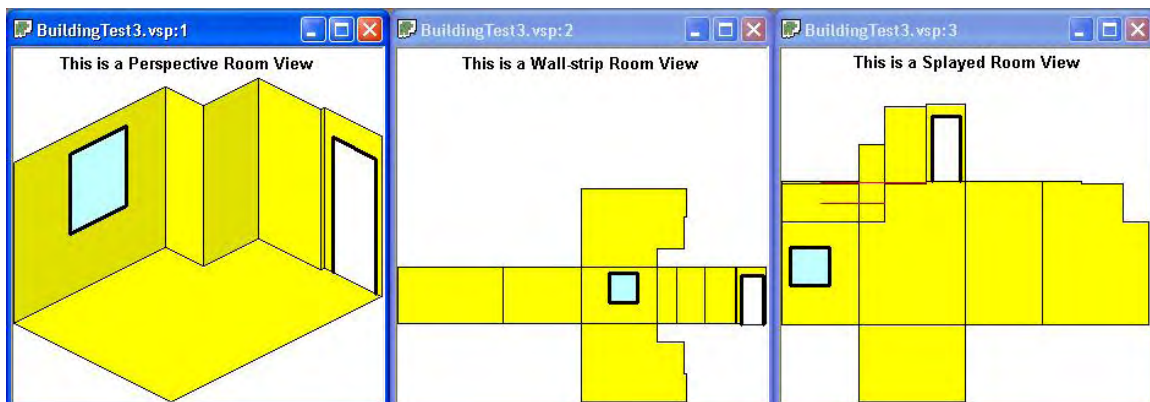 BuildingTest3.vsp:1
This is a Perspective Room View
BuildingTest3.vsp:2
This is a Wall-strip Room View
BuildingTest3.vsp:3
This is a Splayed Room View